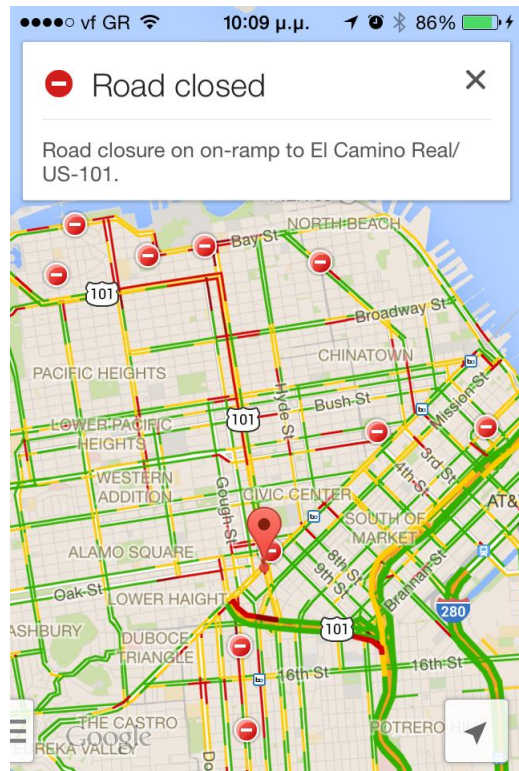 vf GR 10:09 μ.μ. 86%
Road closed
Road closure on on-ramp to El Camino Real/
US-101.
NORTH BEACH
Bay St
101
Broadway St
CHINATOWN
PACIFIC HEIGHTS
Hyde St
Bush St
Mission St
101
LOWER PACIFIC
HEIGHTS
3rd St
WESTERN
ADDITION
4th St
Gough St
CIVIC CENTER
AT&
SOUTH OF
MARKET
ALAMO SQUARE
8th St
9th St
Oak St
LOWER HAIGHT
Brannan St
280
101
ASHBURY
DUBOCE
TRIANGLE
16th St
16th St
THE CASTRO
Google
POTRERO
EUREKA VALLEY
Do